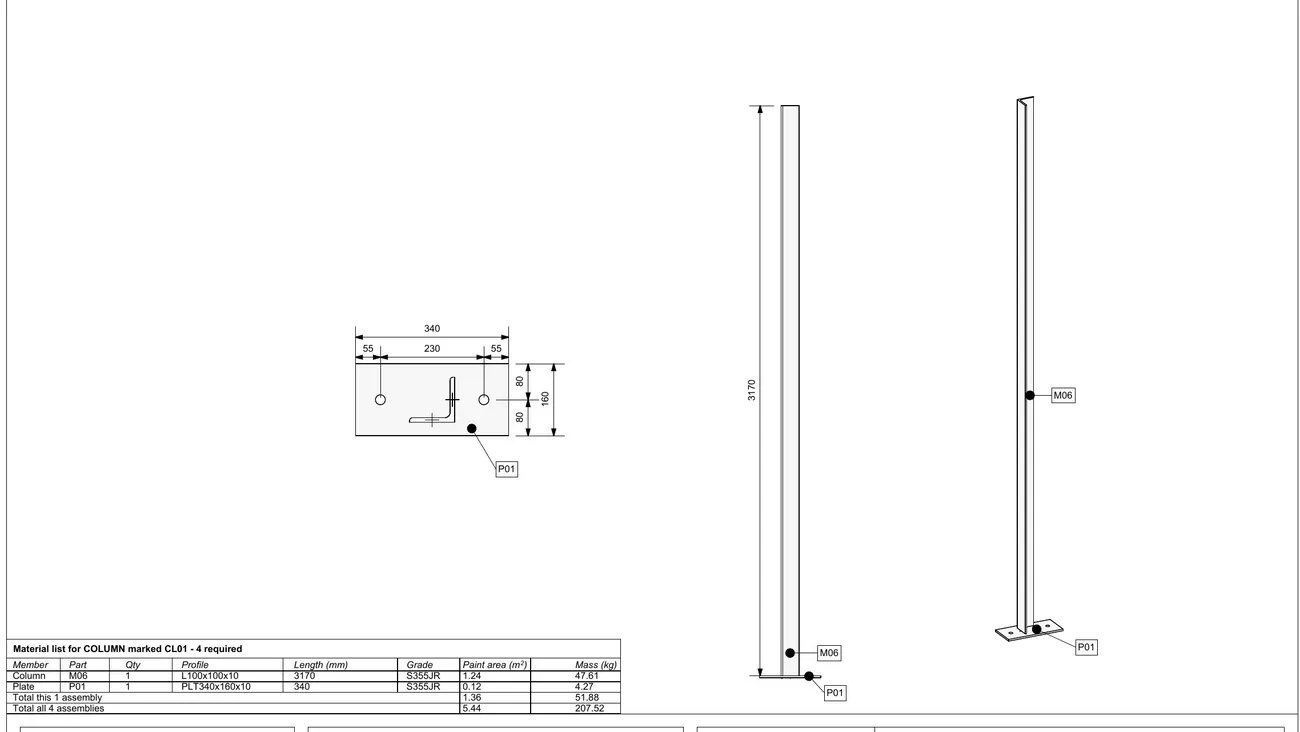 340
55 230 55
80
160
80
P01
3170
M06
M06
P01
P01
Material list for COLUMN marked CL01 - 4 required
Member Part Qty Profile Length (mm) Grade Paint area (m²) Mass (kg)
Column M06 1 L100x100x10 3170 S355JR 1.24 47.61
Plate P01 1 PLT340x160x10 340 S355JR 0.12 4.27
Total this 1 assembly 1.36 51.88
Total all 4 assemblies 5.44 207.52